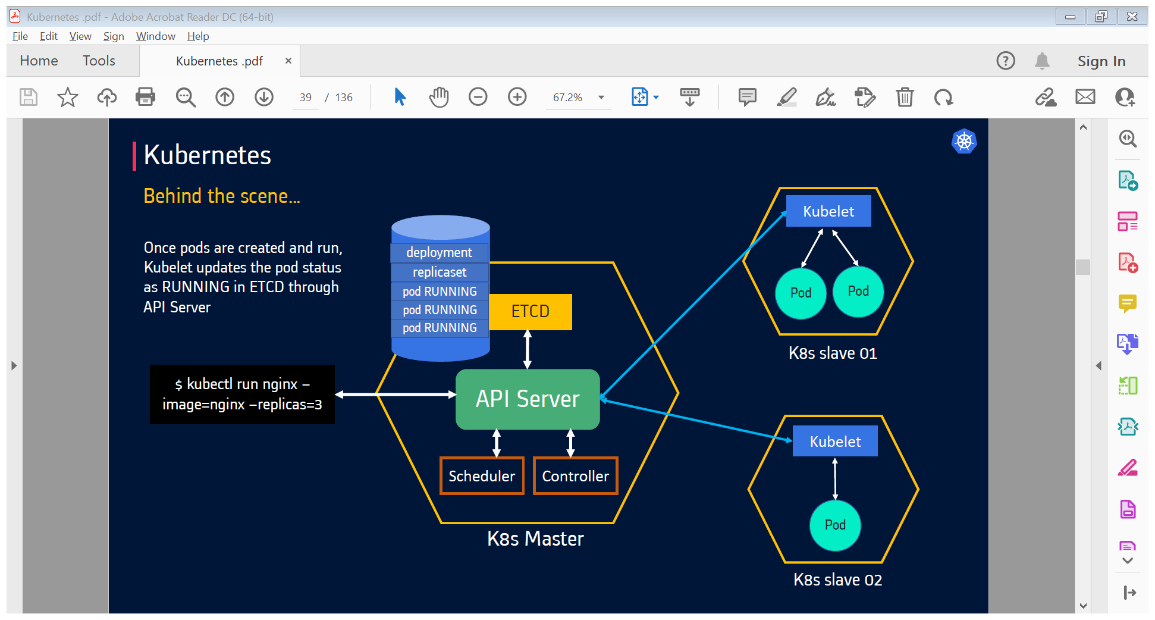 Kubernetes .pdf - Adobe Acrobat Reader DC (64-bit)
File Edit View Sign Window Help
Home Tools Kubernetes .pdf × Sign In
39 / 136 67.2%
Kubernetes
Behind the scene...
Once pods are created and run,
Kubelet updates the pod status
as RUNNING in ETCD through
API Server
deployment
replicaset
pod RUNNING
pod RUNNING
pod RUNNING
ETCD
$ kubectl run nginx –
image=nginx –replicas=3
API Server
Scheduler
Controller
K8s Master
Kubelet
Pod
Pod
K8s slave 01
Kubelet
Pod
K8s slave 02